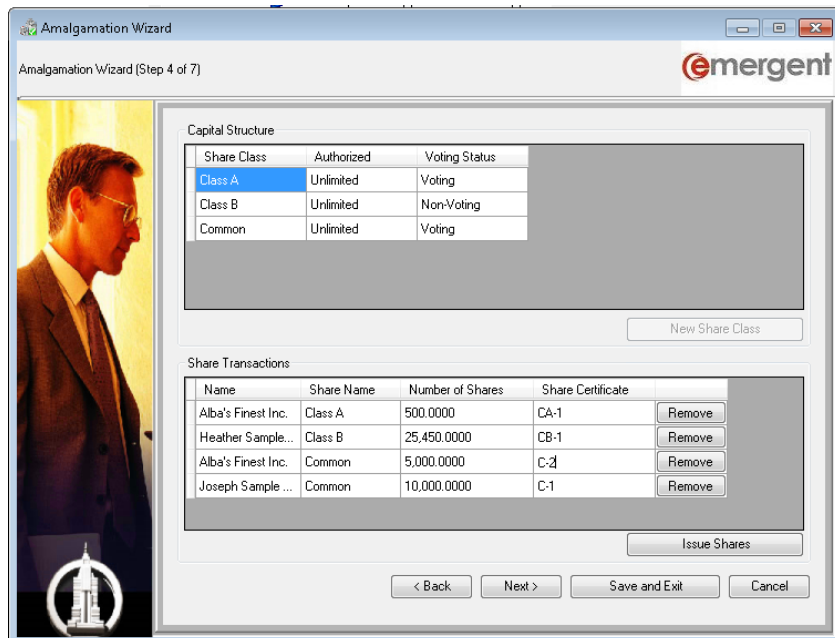 Amalgamation Wizard
Amalgamation Wizard (Step 4 of 7)
emergent
Capital Structure
Share Class Authorized Voting Status
Class A Unlimited Voting
Class B Unlimited Non-Voting
Common Unlimited Voting
New Share Class
Share Transactions
Name Share Name Number of Shares Share Certificate
Alba's Finest Inc. Class A 500.0000 CA-1 Remove
Heather Sample... Class B 25,450.0000 CB-1 Remove
Alba's Finest Inc. Common 5,000.0000 C-2 Remove
Joseph Sample ... Common 10,000.0000 C-1 Remove
Issue Shares
< Back Next > Save and Exit Cancel